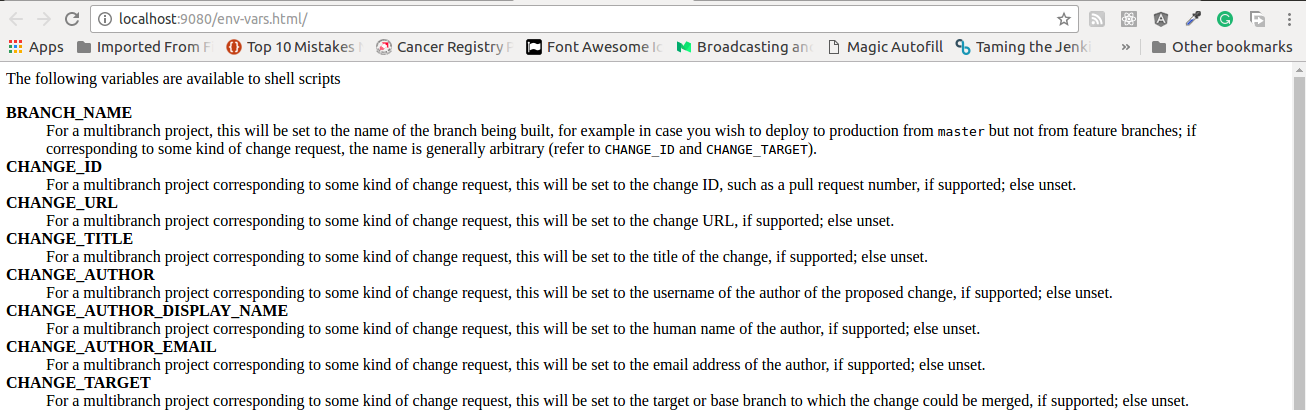 localhost:9080/env-vars.html/
Apps Imported From F Top 10 Mistakes Cancer Registry Font Awesome Ic Broadcasting an Magic Autofill Taming the Jenki » Other bookmarks
The following variables are available to shell scripts
BRANCH_NAME
For a multibranch project, this will be set to the name of the branch being built, for example in case you wish to deploy to production from master but not from feature branches; if
corresponding to some kind of change request, the name is generally arbitrary (refer to CHANGE_ID and CHANGE_TARGET).
CHANGE_ID
For a multibranch project corresponding to some kind of change request, this will be set to the change ID, such as a pull request number, if supported; else unset.
CHANGE_URL
For a multibranch project corresponding to some kind of change request, this will be set to the change URL, if supported; else unset.
CHANGE_TITLE
For a multibranch project corresponding to some kind of change request, this will be set to the title of the change, if supported; else unset.
CHANGE_AUTHOR
For a multibranch project corresponding to some kind of change request, this will be set to the username of the author of the proposed change, if supported; else unset.
CHANGE_AUTHOR_DISPLAY_NAME
For a multibranch project corresponding to some kind of change request, this will be set to the human name of the author, if supported; else unset.
CHANGE_AUTHOR_EMAIL
For a multibranch project corresponding to some kind of change request, this will be set to the email address of the author, if supported; else unset.
CHANGE_TARGET
For a multibranch project corresponding to some kind of change request, this will be set to the target or base branch to which the change could be merged, if supported; else unset.